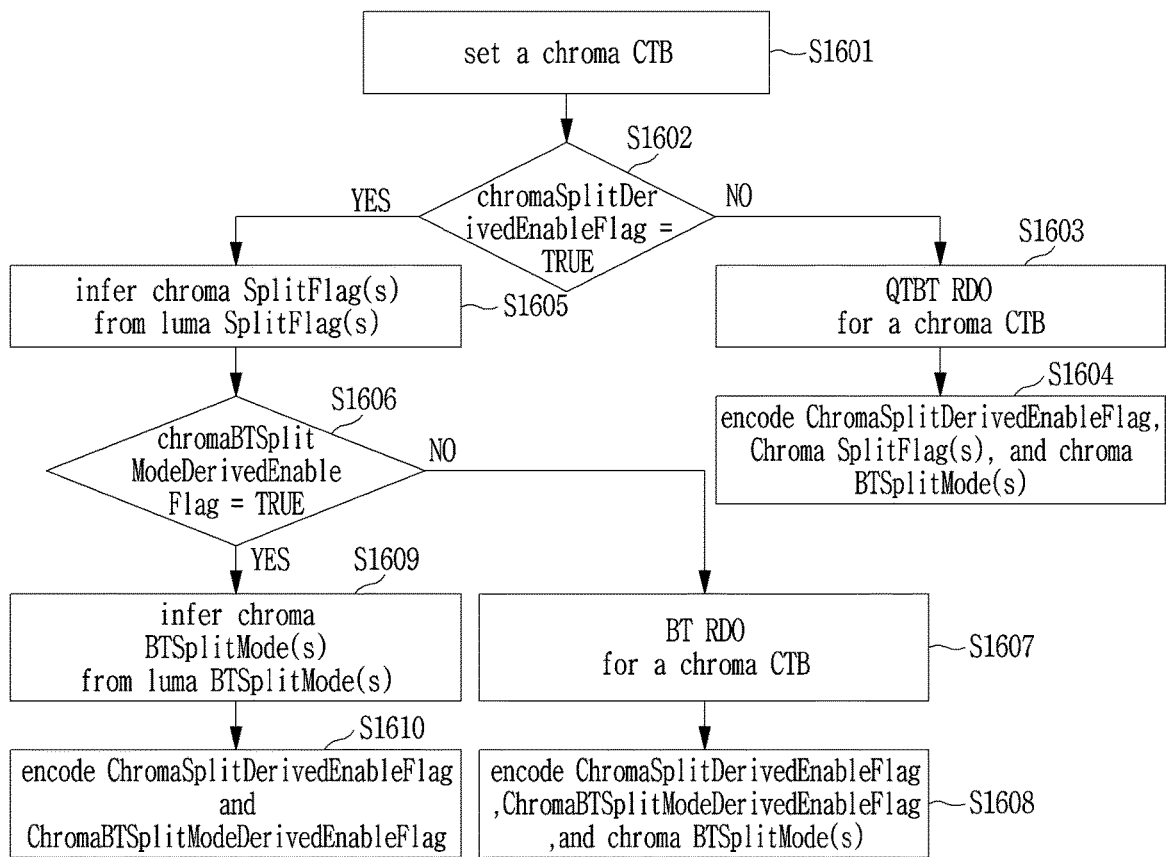 set a chroma CTB
S1601
S1602
chromaSplitDer
ivedEnableFlag =
TRUE
YES
NO
S1603
infer chroma SplitFlag(s)
from luma SplitFlag(s)
S1605
QTBT RDO
for a chroma CTB
S1604
encode ChromaSplitDerivedEnableFlag,
Chroma SplitFlag(s), and chroma
BTSplitMode(s)
S1606
chromaBTSplit
ModeDerivedEnable
Flag = TRUE
NO
YES
S1609
infer chroma
BTSplitMode(s)
from luma BTSplitMode(s)
BT RDO
for a chroma CTB
S1607
S1610
encode ChromaSplitDerivedEnableFlag
and
ChromaBTSplitModeDerivedEnableFlag
encode ChromaSplitDerivedEnableFlag
,ChromaBTSplitModeDerivedEnableFlag
,and chroma BTSplitMode(s)
S1608